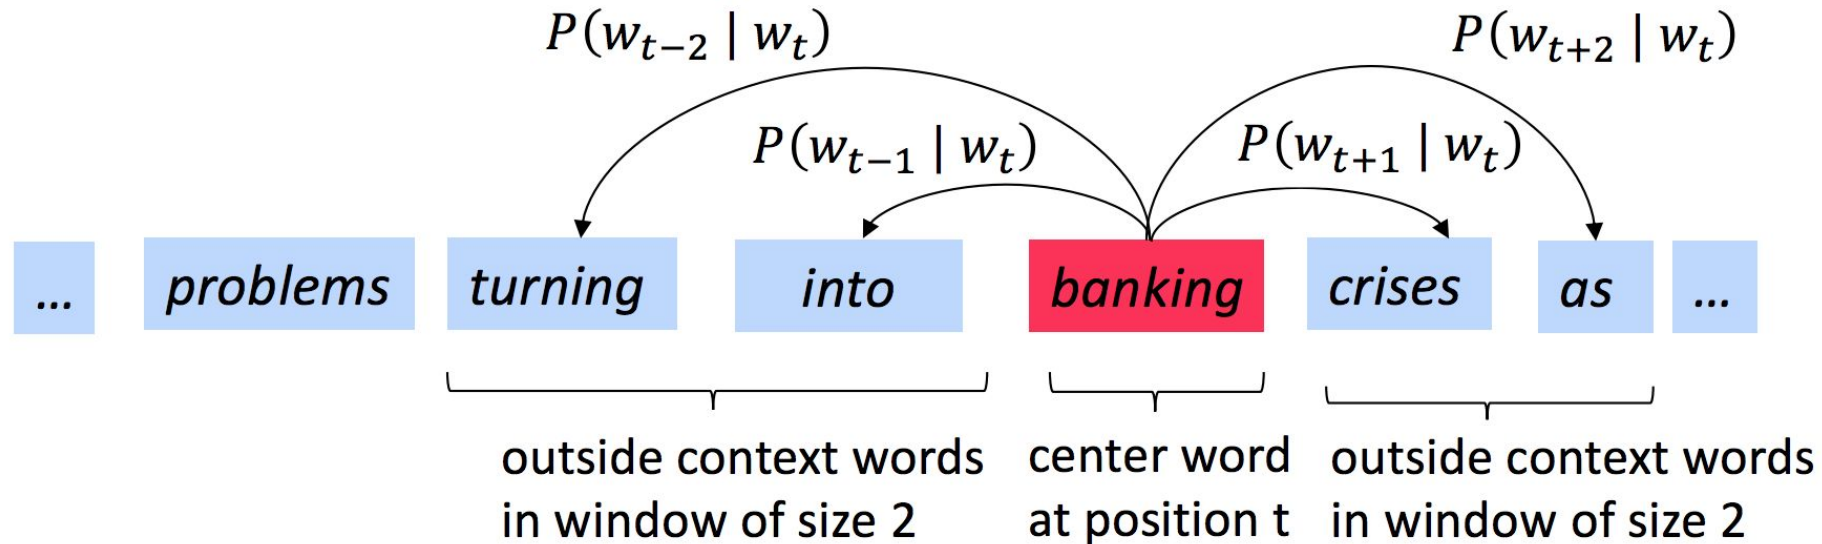 P(w_{t−2} | w_t)
P(w_{t+2} | w_t)
P(w_{t−1} | w_t)
P(w_{t+1} | w_t)
... problems turning into banking crises as ...
outside context words
in window of size 2
center word
at position t
outside context words
in window of size 2